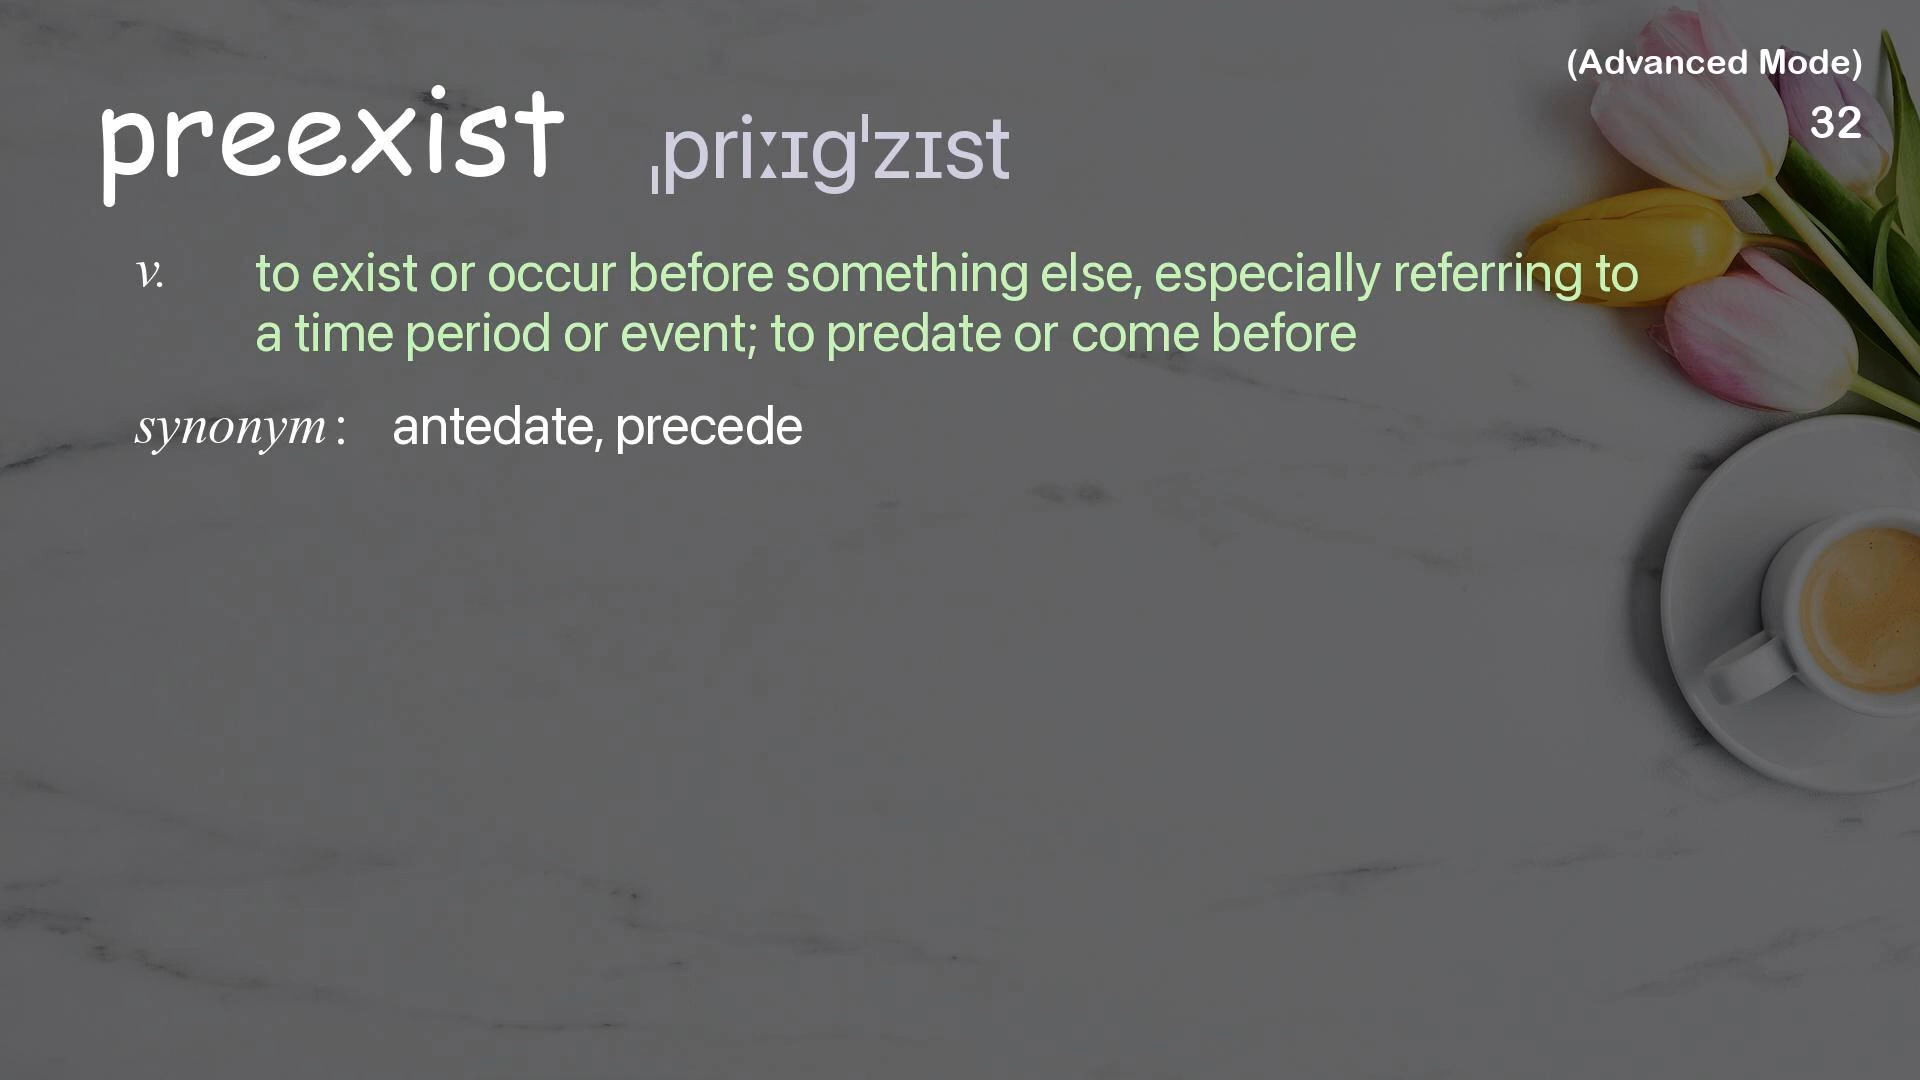 (Advanced Mode)
32
preexist ˌpriːɪgˈzɪst
v. to exist or occur before something else, especially referring to
a time period or event; to predate or come before
synonym : antedate, precede